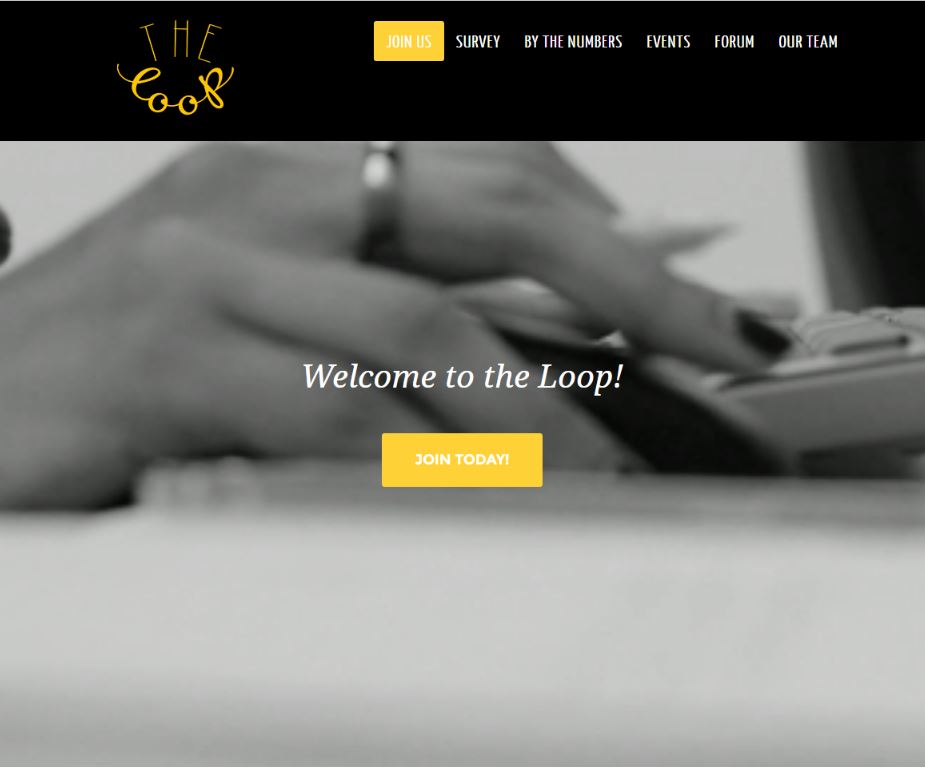 THE
Loop
JOIN US SURVEY BY THE NUMBERS EVENTS FORUM OUR TEAM
Welcome to the Loop!
JOIN TODAY!